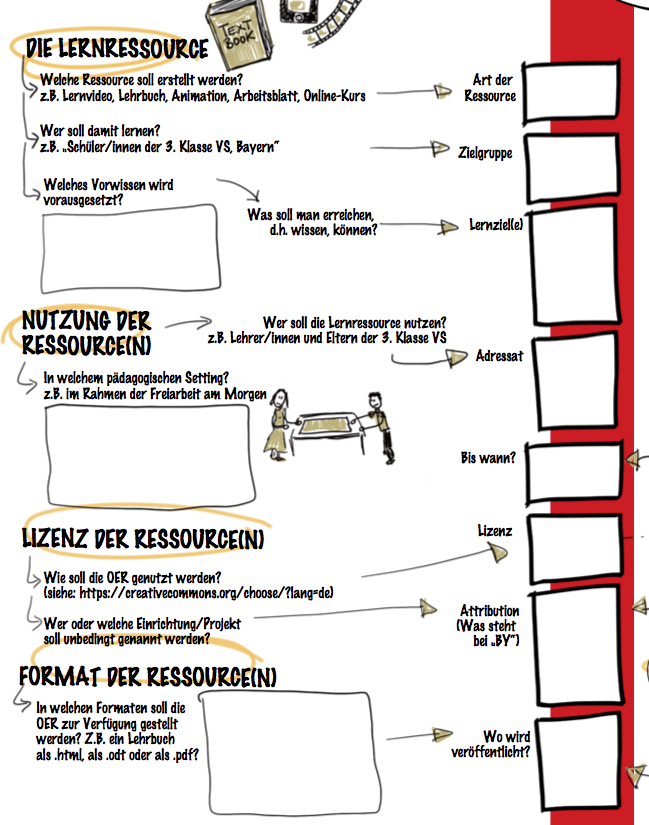 TEXT
BOOK
DIE LERNRESSOURCE
Welche Ressource soll erstellt werden?
z.B. Lernvideo, Lehrbuch, Animation, Arbeitsblatt, Online-Kurs
Art der
Ressource
Wer soll damit lernen?
z.B. „Schüler/innen der 3. Klasse VS, Bayern"
Zielgruppe
Welches Vorwissen wird
vorausgesetzt?
Was soll man erreichen,
d.h. wissen, können?
Lernziele)
NUTZUNG DER
RESSOURCE(N)
Wer soll die Lernressource nutzen?
z.B. Lehrer/innen und Eltern der 3. Klasse VS
Adressat
In welchem pädagogischen Setting?
z.B. im Rahmen der Freiarbeit am Morgen
Bis wann?
LIZENZ DER RESSOURCE(N)
Lizenz
Wie soll die OER genutzt werden?
(siehe: https://creativecommons.org/choose/?lang=de)
Wer oder welche Einrichtung/Projekt
soll unbedingt genannt werden?
Attribution
(Was steht
bei „BY")
FORMAT DER RESSOURCE(N)
In welchen Formaten soll die
OER zur Verfügung gestellt
werden? Z.B. ein Lehrbuch
als .html, als .odt oder als .pdf?
Wo wird
veröffentlicht?